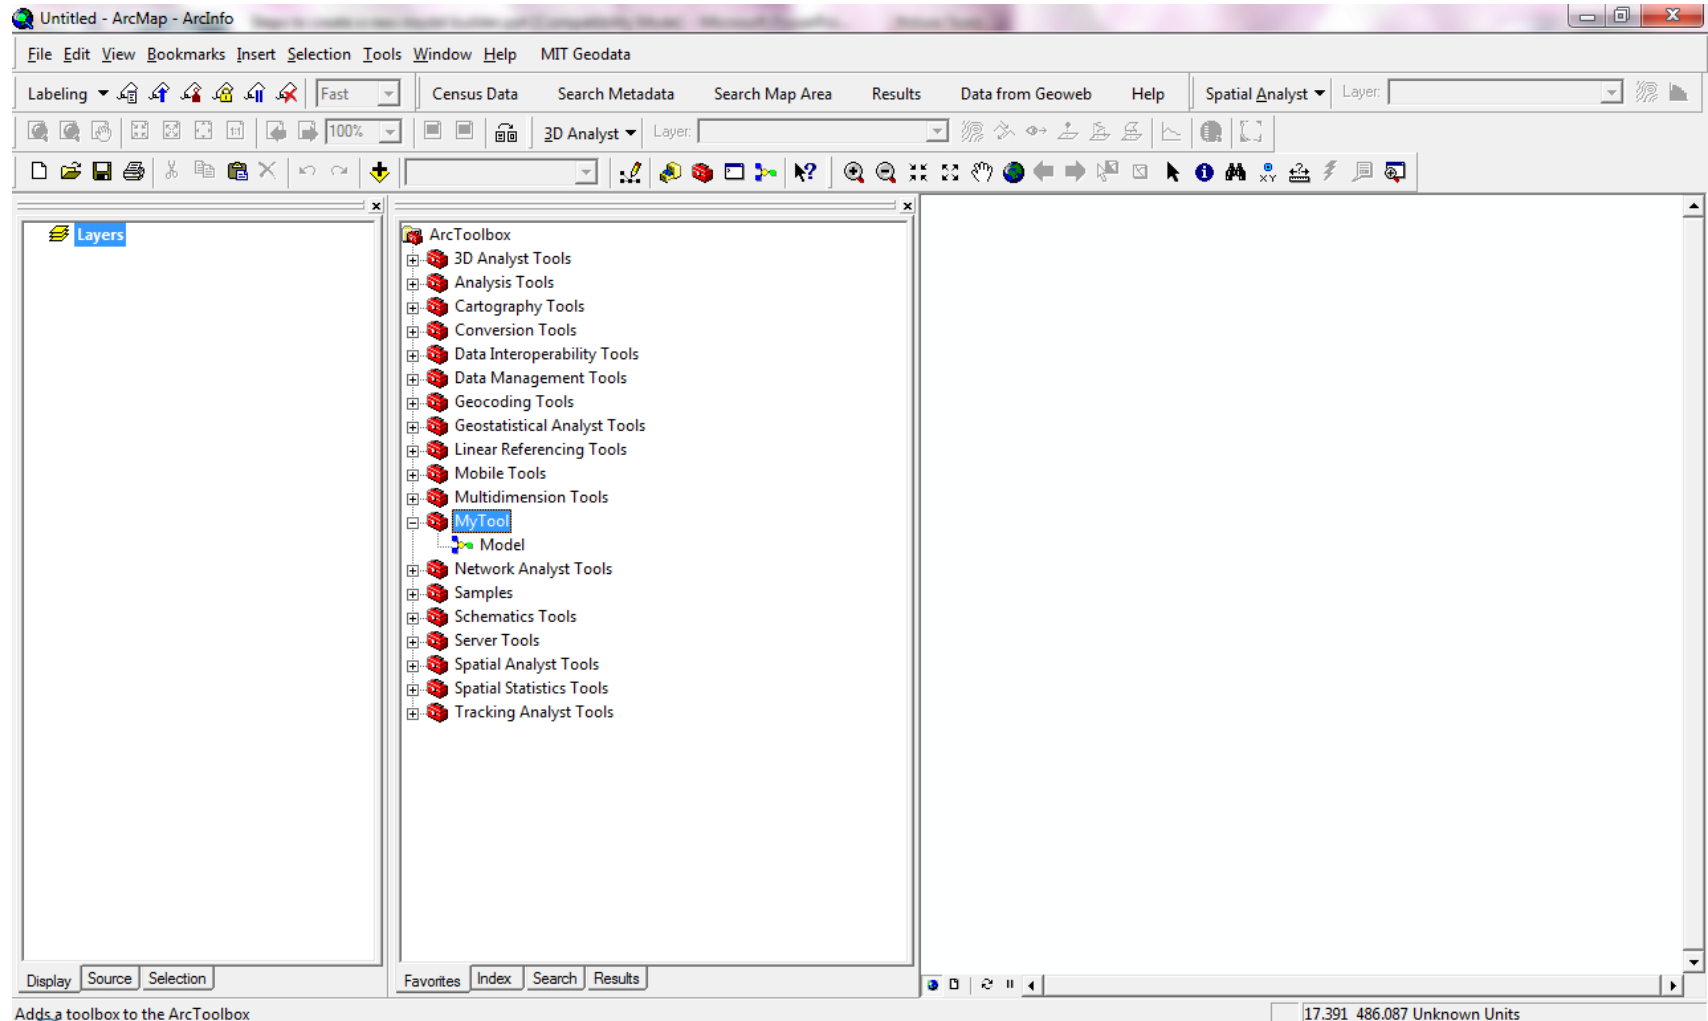 Untitled - ArcMap - ArcInfo
File Edit View Bookmarks Insert Selection Tools Window Help MIT Geodata
Labeling Fast Census Data Search Metadata Search Map Area Results Data from Geoweb Help Spatial Analyst Layer:
1:1 100% 3D Analyst Layer:
XY
Layers
ArcToolbox
3D Analyst Tools
Analysis Tools
Cartography Tools
Conversion Tools
Data Interoperability Tools
Data Management Tools
Geocoding Tools
Geostatistical Analyst Tools
Linear Referencing Tools
Mobile Tools
Multidimension Tools
MyTool
Model
Network Analyst Tools
Samples
Schematics Tools
Server Tools
Spatial Analyst Tools
Spatial Statistics Tools
Tracking Analyst Tools
Display Source Selection Favorites Index Search Results
Adds a toolbox to the ArcToolbox 17.391 486.087 Unknown Units